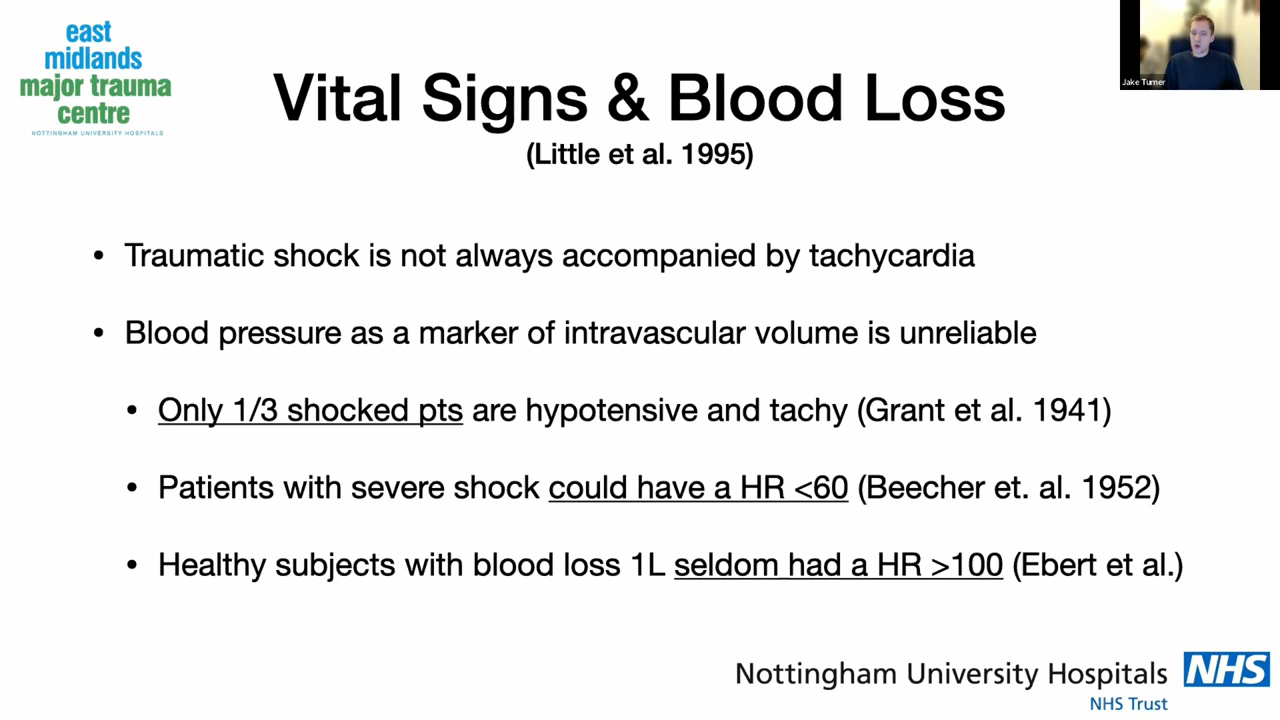 east
midlands
major trauma
centre
NOTTINGHAM UNIVERSITY HOSPITALS
Jake Turner
Vital Signs & Blood Loss
(Little et al. 1995)
• Traumatic shock is not always accompanied by tachycardia
• Blood pressure as a marker of intravascular volume is unreliable
• Only 1/3 shocked pts are hypotensive and tachy (Grant et al. 1941)
• Patients with severe shock could have a HR <60 (Beecher et. al. 1952)
• Healthy subjects with blood loss 1L seldom had a HR >100 (Ebert et al.)
Nottingham University Hospitals NHS
NHS Trust